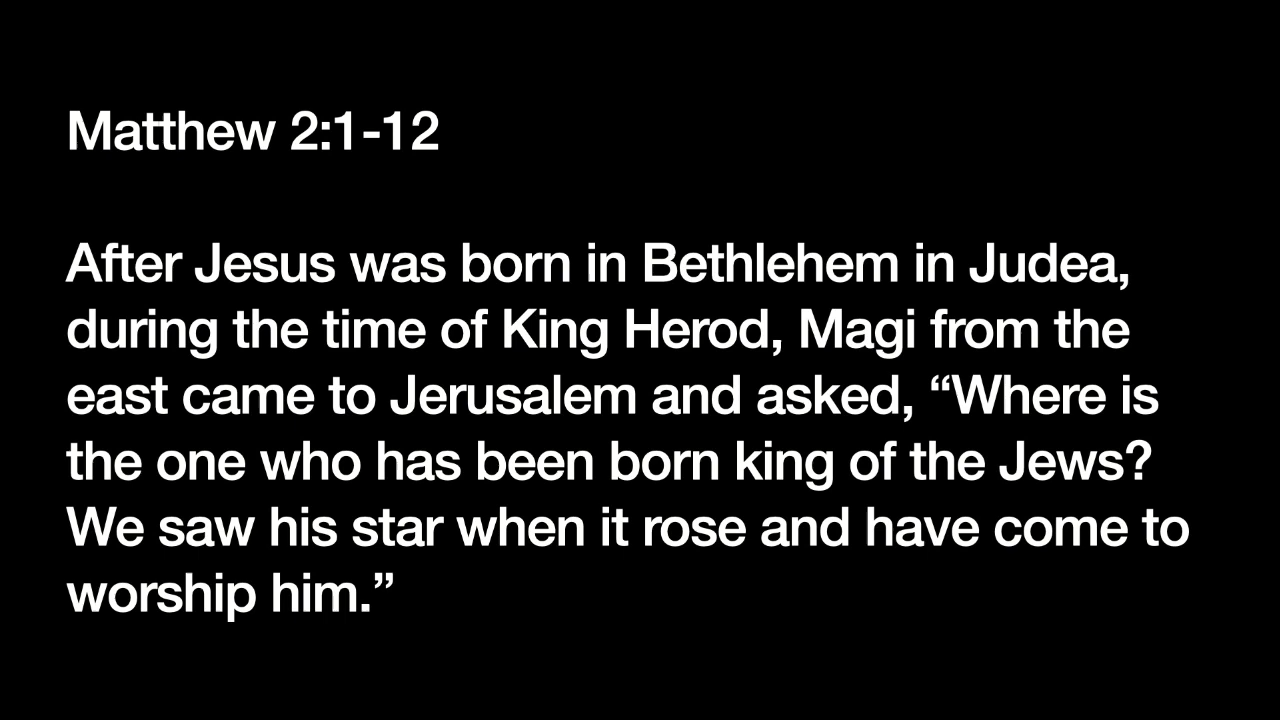 Matthew 2:1-12
After Jesus was born in Bethlehem in Judea,
during the time of King Herod, Magi from the
east came to Jerusalem and asked, “Where is
the one who has been born king of the Jews?
We saw his star when it rose and have come to
worship him.”